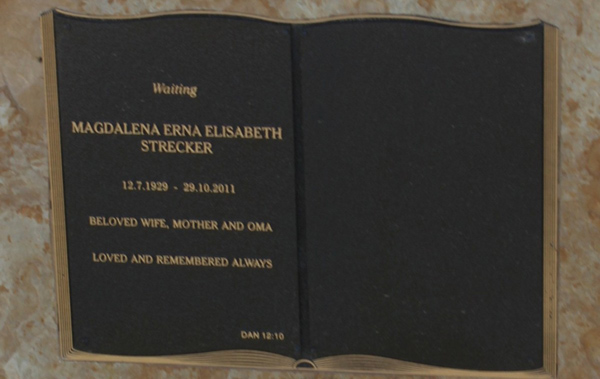 Waiting
MAGDALENA ERNA ELISABETH
STRECKER
12.7.1929 - 29.10.2011
BELOVED WIFE, MOTHER AND OMA
LOVED AND REMEMBERED ALWAYS
DAN 12:10